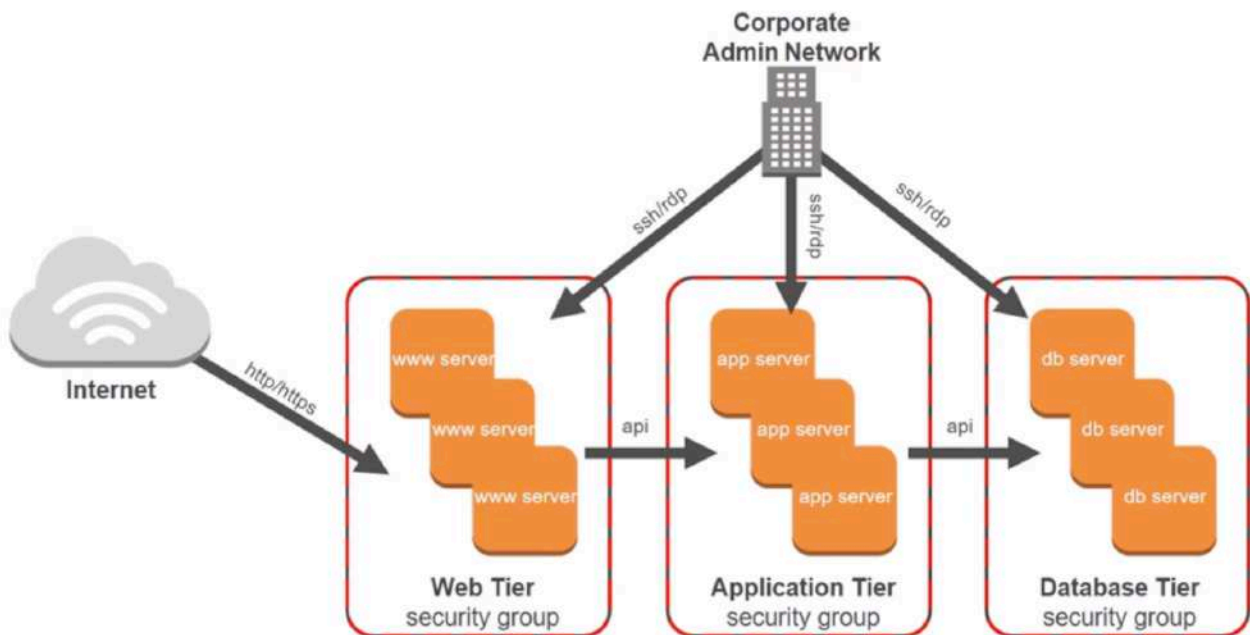 Corporate
Admin Network
ssh/rdp
ssh/rdp
ssh/rdp
Internet
http/https
www server
www server
www server
api
app server
app server
app server
api
db server
db server
db server
Web Tier
security group
Application Tier
security group
Database Tier
security group